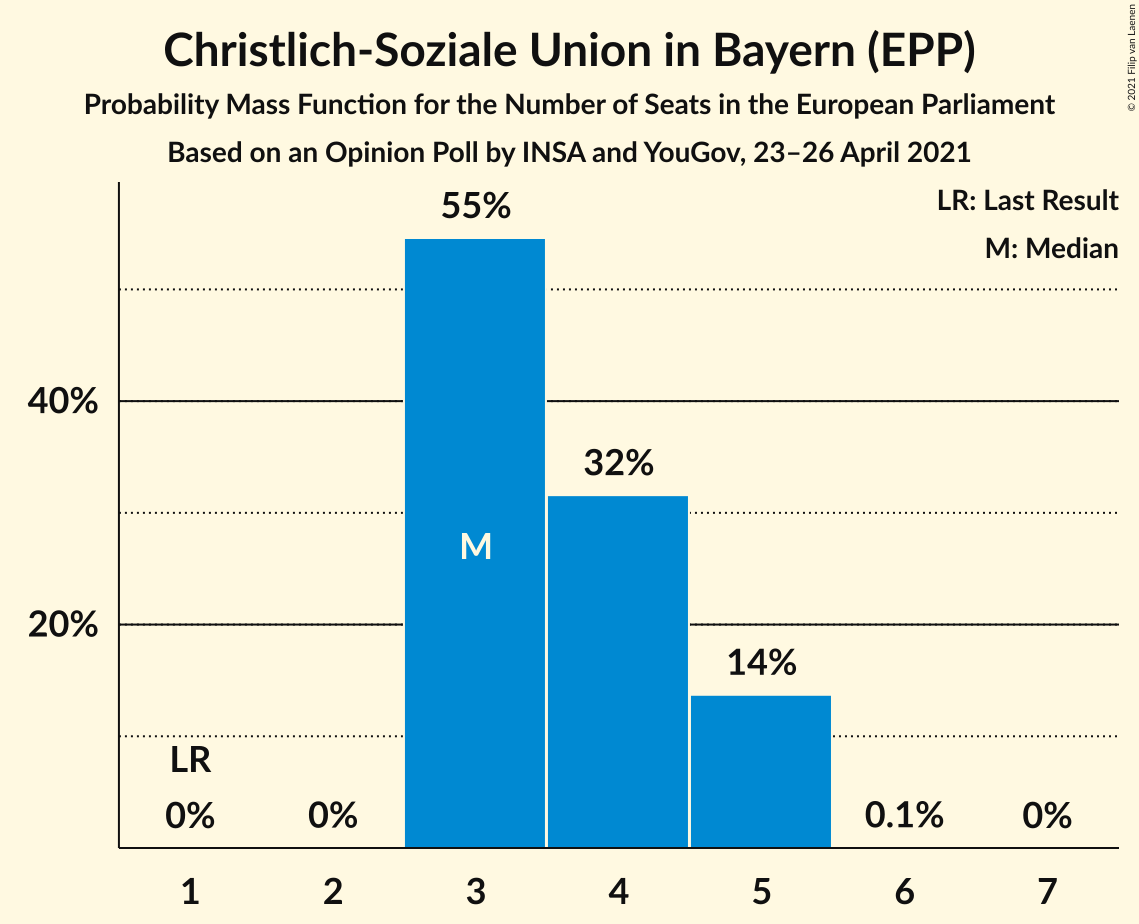 Christlich-Soziale Union in Bayern (EPP)
Probability Mass Function for the Number of Seats in the European Parliament
Based on an Opinion Poll by INSA and YouGov, 23–26 April 2021
© 2021 Filip van Laenen
LR: Last Result
M: Median
55%
40%
32%
M
20%
14%
LR
0%
0%
0.1%
0%
1 2 3 4 5 6 7